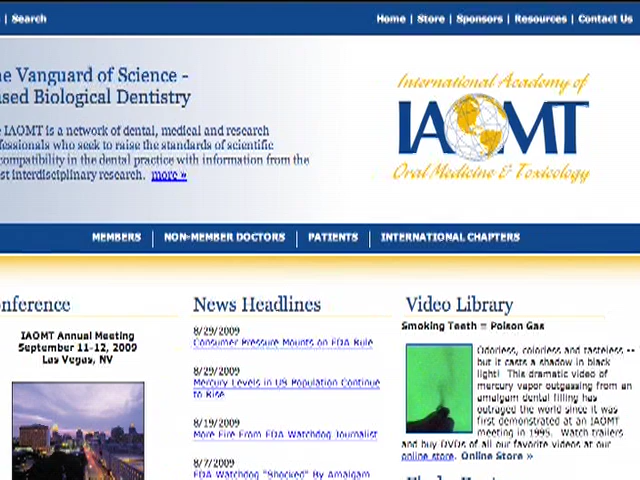 | Search
Home | Store | Sponsors | Resources | Contact Us
e Vanguard of Science -
sed Biological Dentistry
IAOMT is a network of dental, medical and research
fessionals who seek to raise the standards of scientific
compatibility in the dental practice with information from the
st interdisciplinary research. more »
International Academy of
IAOMT
Oral Medicine & Toxicology
MEMBERS | NON-MEMBER DOCTORS | PATIENTS | INTERNATIONAL CHAPTERS
nference
IAOMT Annual Meeting
September 11-12, 2009
Las Vegas, NV
News Headlines
8/29/2009
Consumer Pressure Mounts on FDA Rule
8/29/2009
Mercury Levels in US Population Continue
to Rise
8/19/2009
More Fire From FDA Watchdog Journalist
8/7/2009
FDA Watchdog "Shocked" By Amalgam
Video Library
Smoking Teeth = Poison Gas
Odorless, colorless and tasteless --
but it casts a shadow in black
light! This dramatic video of
mercury vapor outgassing from an
amalgam dental filling has
outraged the world since it was
first demonstrated at an IAOMT
meeting in 1995. Watch trailers
and buy DVDs of all our favorite videos at our
online store. Online Store »